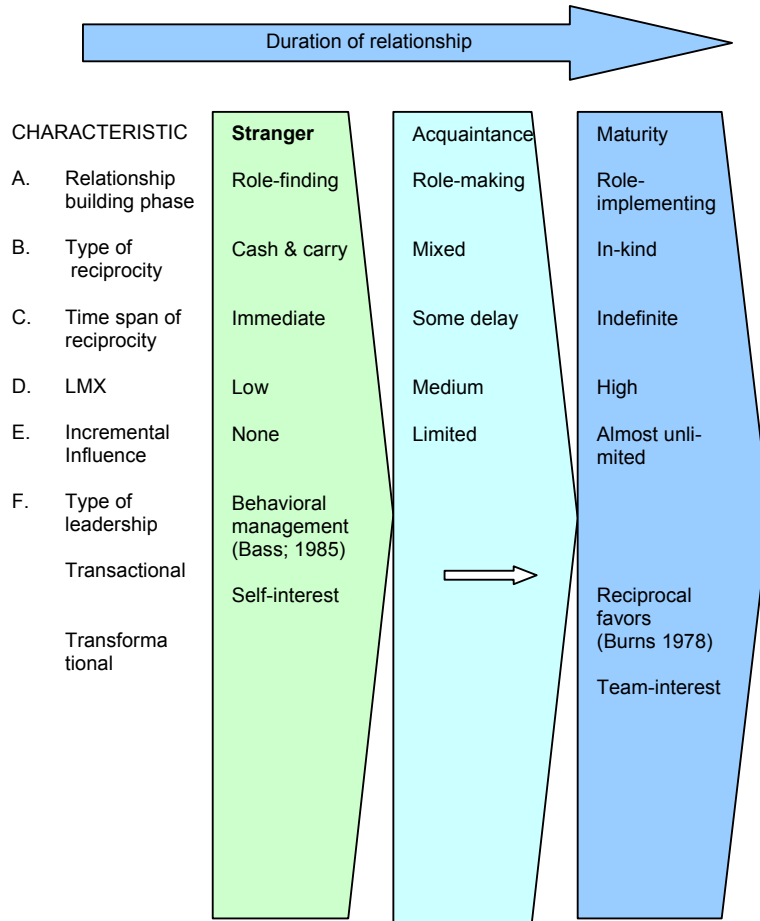 Duration of relationship
CHARACTERISTIC Stranger Acquaintance Maturity
A. Relationship Role-finding Role-making Role-
building phase implementing
B. Type of Cash & carry Mixed In-kind
reciprocity
C. Time span of Immediate Some delay Indefinite
reciprocity
D. LMX Low Medium High
E. Incremental None Limited Almost unli-
Influence mited
F. Type of Behavioral
leadership management
(Bass; 1985)
Transactional
Self-interest Reciprocal
favors
Transforma (Burns 1978)
tional
Team-interest